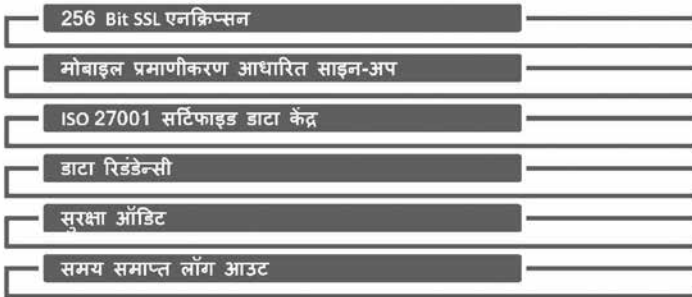 256 Bit SSL एनक्रिप्सन
मोबाइल प्रमाणीकरण आधारित साइन-अप
ISO 27001 सर्टिफाइड डाटा केंद्र
डाटा रिडंडेन्सी
सुरक्षा ऑडिट
समय समाप्त लॉग आउट